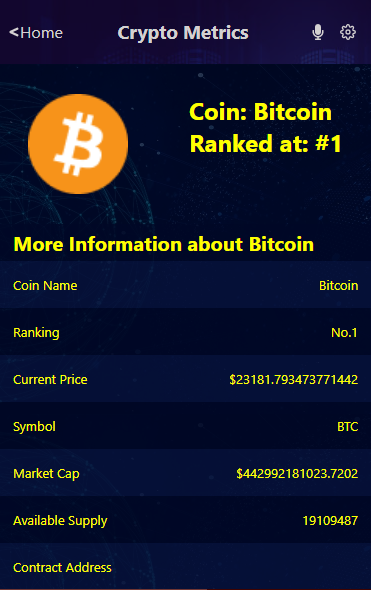 <Home Crypto Metrics
Coin: Bitcoin
Ranked at: #1
More Information about Bitcoin
Coin Name Bitcoin
Ranking No.1
Current Price $23181.793473771442
Symbol BTC
Market Cap $442992181023.7202
Available Supply 19109487
Contract Address